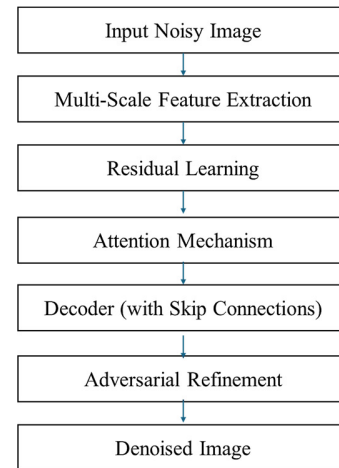 Input Noisy Image
Multi-Scale Feature Extraction
Residual Learning
Attention Mechanism
Decoder (with Skip Connections)
Adversarial Refinement
Denoised Image